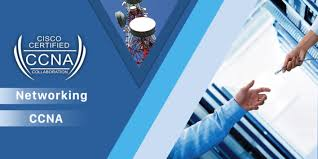 CISCO
CERTIFIED
CCNA
COLLABORATION
Networking
CCNA